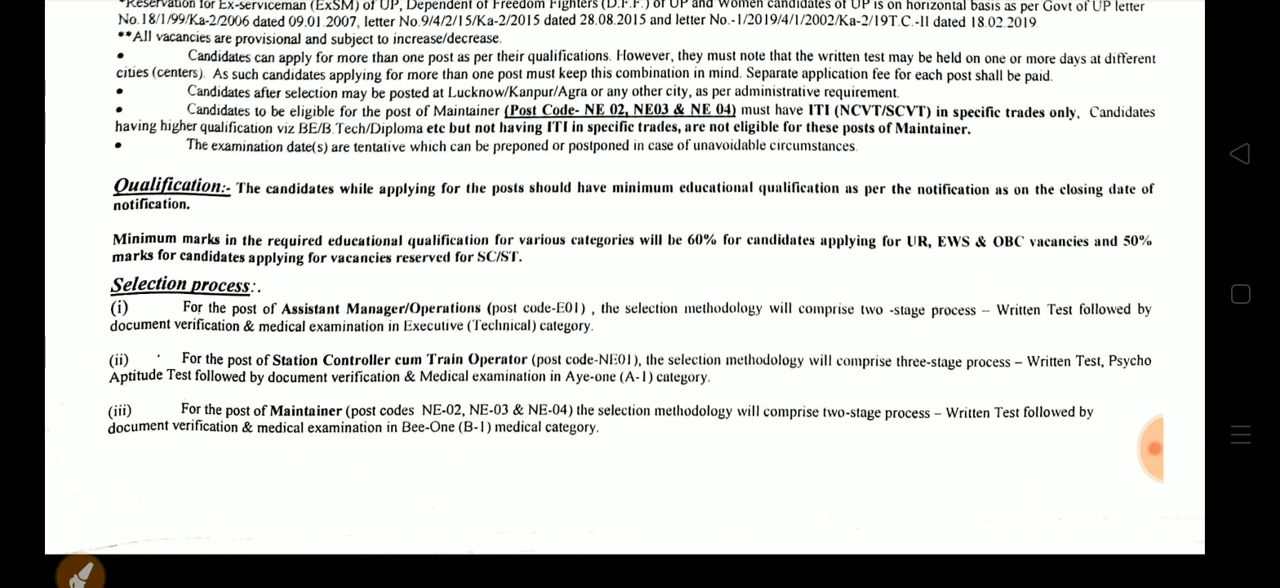 *Reservation for Ex-serviceman (ExSM) of UP, Dependent of Freedom Fighters (D.F.F.) of UP and Women candidates of UP is on horizontal basis as per Govt of UP letter
No.18/1/99/Ka-2/2006 dated 09.01.2007, letter No.9/4/2/15/Ka-2/2015 dated 28.08.2015 and letter No.-1/2019/4/1/2002/Ka-2/19T.C.-II dated 18.02.2019
**All vacancies are provisional and subject to increase/decrease.
• Candidates can apply for more than one post as per their qualifications. However, they must note that the written test may be held on one or more days at different
cities (centers). As such candidates applying for more than one post must keep this combination in mind. Separate application fee for each post shall be paid.
• Candidates after selection may be posted at Lucknow/Kanpur/Agra or any other city, as per administrative requirement.
• Candidates to be eligible for the post of Maintainer (Post Code- NE 02, NE03 & NE 04) must have ITI (NCVT/SCVT) in specific trades only, Candidates
having higher qualification viz BE/B.Tech/Diploma etc but not having ITI in specific trades, are not eligible for these posts of Maintainer.
• The examination date(s) are tentative which can be preponed or postponed in case of unavoidable circumstances.
Qualification:- The candidates while applying for the posts should have minimum educational qualification as per the notification as on the closing date of
notification.
Minimum marks in the required educational qualification for various categories will be 60% for candidates applying for UR, EWS & OBC vacancies and 50%
marks for candidates applying for vacancies reserved for SC/ST.
Selection process:.
(i) For the post of Assistant Manager/Operations (post code-E01) , the selection methodology will comprise two -stage process – Written Test followed by
document verification & medical examination in Executive (Technical) category.
(ii) For the post of Station Controller cum Train Operator (post code-NE01), the selection methodology will comprise three-stage process – Written Test, Psycho
Aptitude Test followed by document verification & Medical examination in Aye-one (A-1) category.
(iii) For the post of Maintainer (post codes NE-02, NE-03 & NE-04) the selection methodology will comprise two-stage process – Written Test followed by
document verification & medical examination in Bee-One (B-1) medical category.